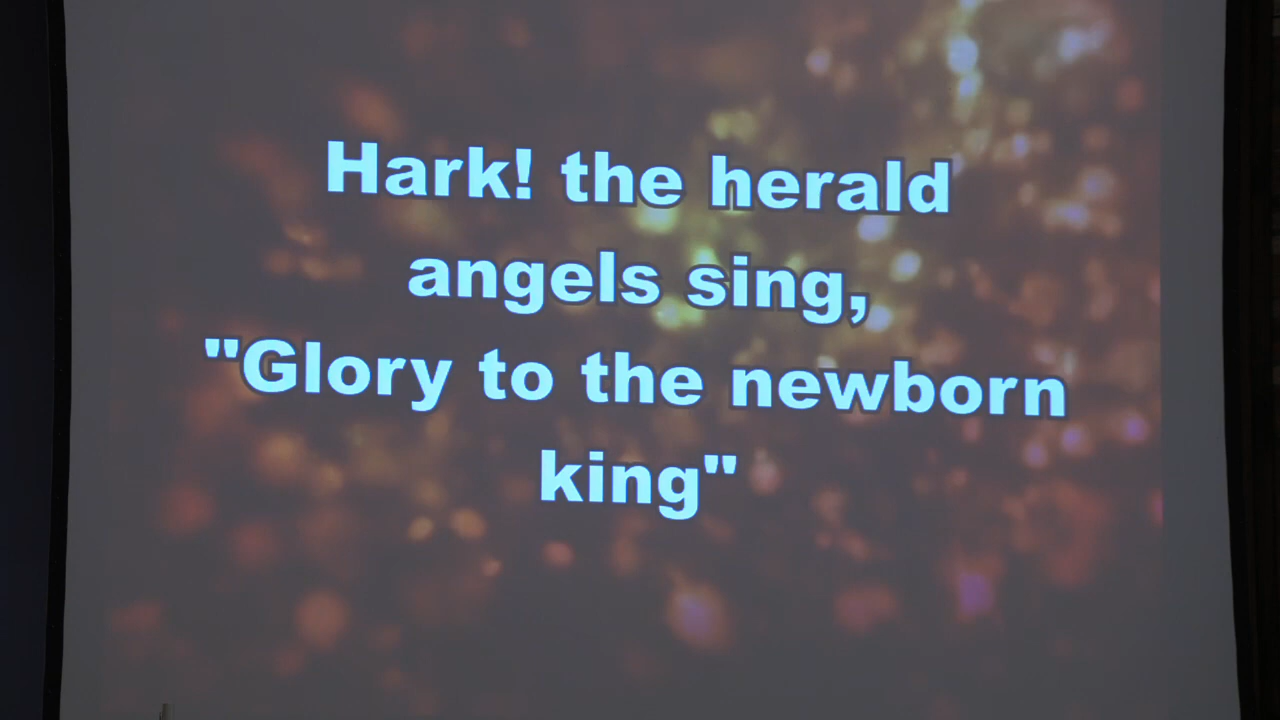 Hark! the herald
angels sing,
"Glory to the newborn
king"